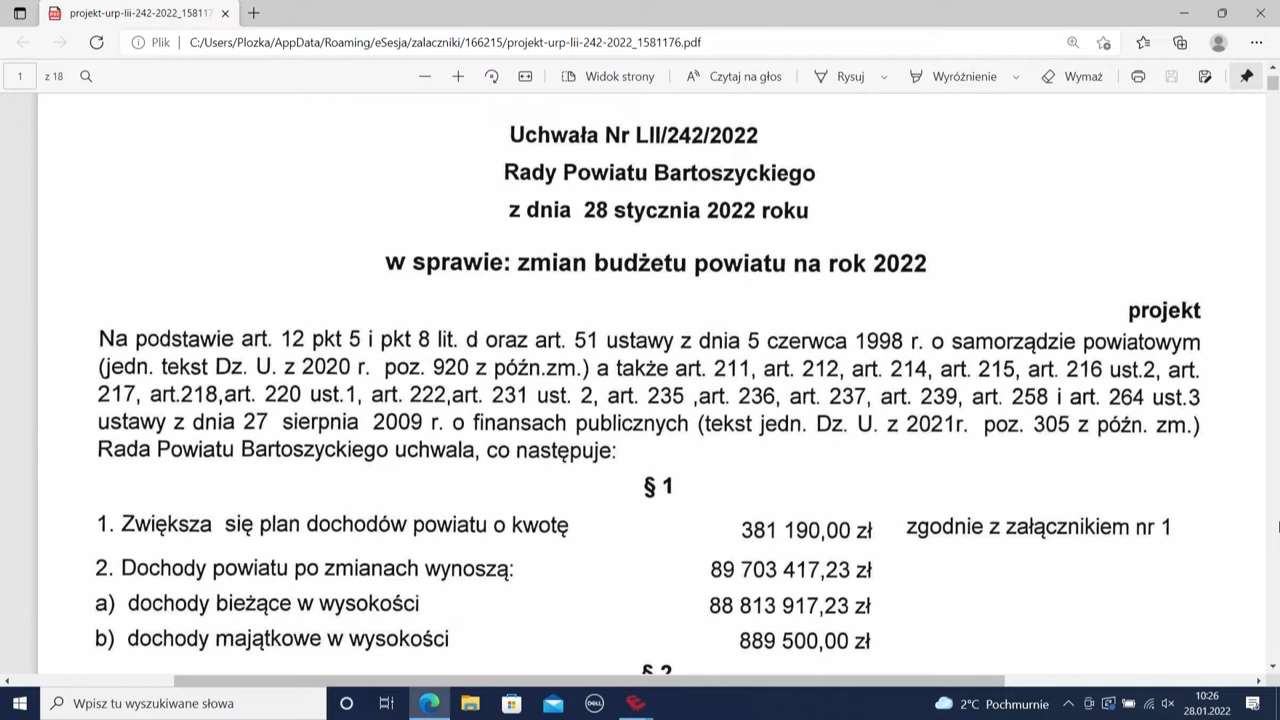 projekt-urp-lii-242-2022_15811
Plik
C:/Users/Plozka/AppData/Roaming/eSesja/zalaczniki/166215/projekt-urp-lii-242-2022_1581176.pdf
1 z 18 Widok strony Czytaj na głos Rysuj Wyróżnienie Wymaż
Uchwała Nr LII/242/2022
Rady Powiatu Bartoszyckiego
z dnia 28 stycznia 2022 roku
w sprawie: zmian budżetu powiatu na rok 2022
projekt
Na podstawie art. 12 pkt 5 i pkt 8 lit. d oraz art. 51 ustawy z dnia 5 czerwca 1998 r. o samorządzie powiatowym
(jedn. tekst Dz. U. z 2020 r. poz. 920 z późn.zm.) a także art. 211, art. 212, art. 214, art. 215, art. 216 ust.2, art.
217, art.218,art. 220 ust.1, art. 222,art. 231 ust. 2, art. 235 ,art. 236, art. 237, art. 239, art. 258 i art. 264 ust.3
ustawy z dnia 27 sierpnia 2009 r. o finansach publicznych (tekst jedn. Dz. U. z 2021r. poz. 305 z późn. zm.)
Rada Powiatu Bartoszyckiego uchwala, co następuje:
§ 1
1. Zwiększa się plan dochodów powiatu o kwotę 381 190,00 zł zgodnie z załącznikiem nr 1
2. Dochody powiatu po zmianach wynoszą: 89 703 417,23 zł
a) dochody bieżące w wysokości 88 813 917,23 zł
b) dochody majątkowe w wysokości 889 500,00 zł
§ 2
Wpisz tu wyszukiwane słowa
DELL
2°C Pochmurnie
10:26
28.01.2022